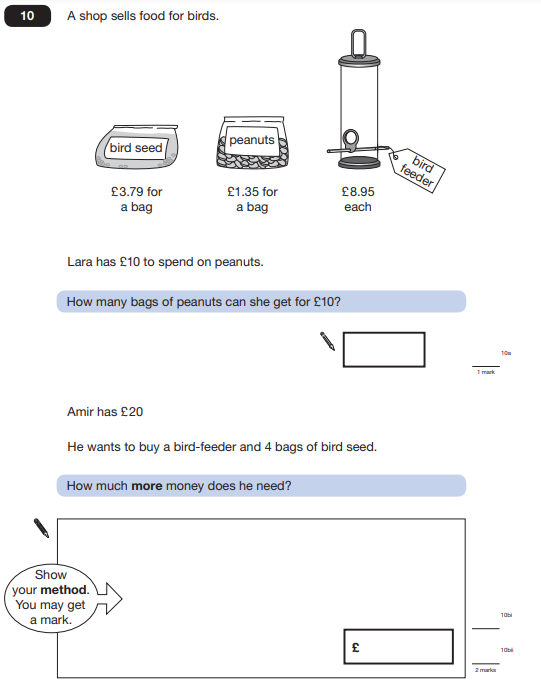 10 A shop sells food for birds.
bird seed
peanuts
bird
feeder
£3.79 for
a bag
£1.35 for
a bag
£8.95
each
Lara has £10 to spend on peanuts.
How many bags of peanuts can she get for £10?
10a
1 mark
Amir has £20
He wants to buy a bird-feeder and 4 bags of bird seed.
How much more money does he need?
Show
your method.
You may get
a mark.
£
10bi
10bii
2 marks